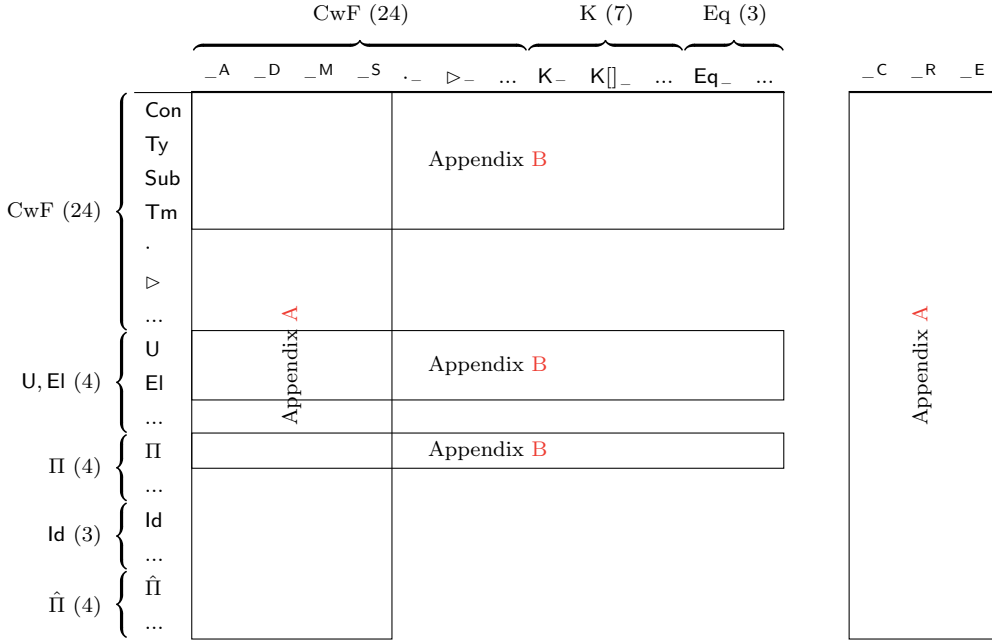 CwF (24) K (7) Eq (3)
_A _D _M _S ._ ▷_ ... K_ K[]_ ... Eq_ ... _C _R _E
Con
Ty
Appendix B
Sub
CwF (24) Tm
.
▷
...
Appendix A
Appendix A
U
Appendix B
U, El (4) El
...
Π (4) Π
Appendix B
...
Id (3) Id
...
Π̂ (4) Π̂
...